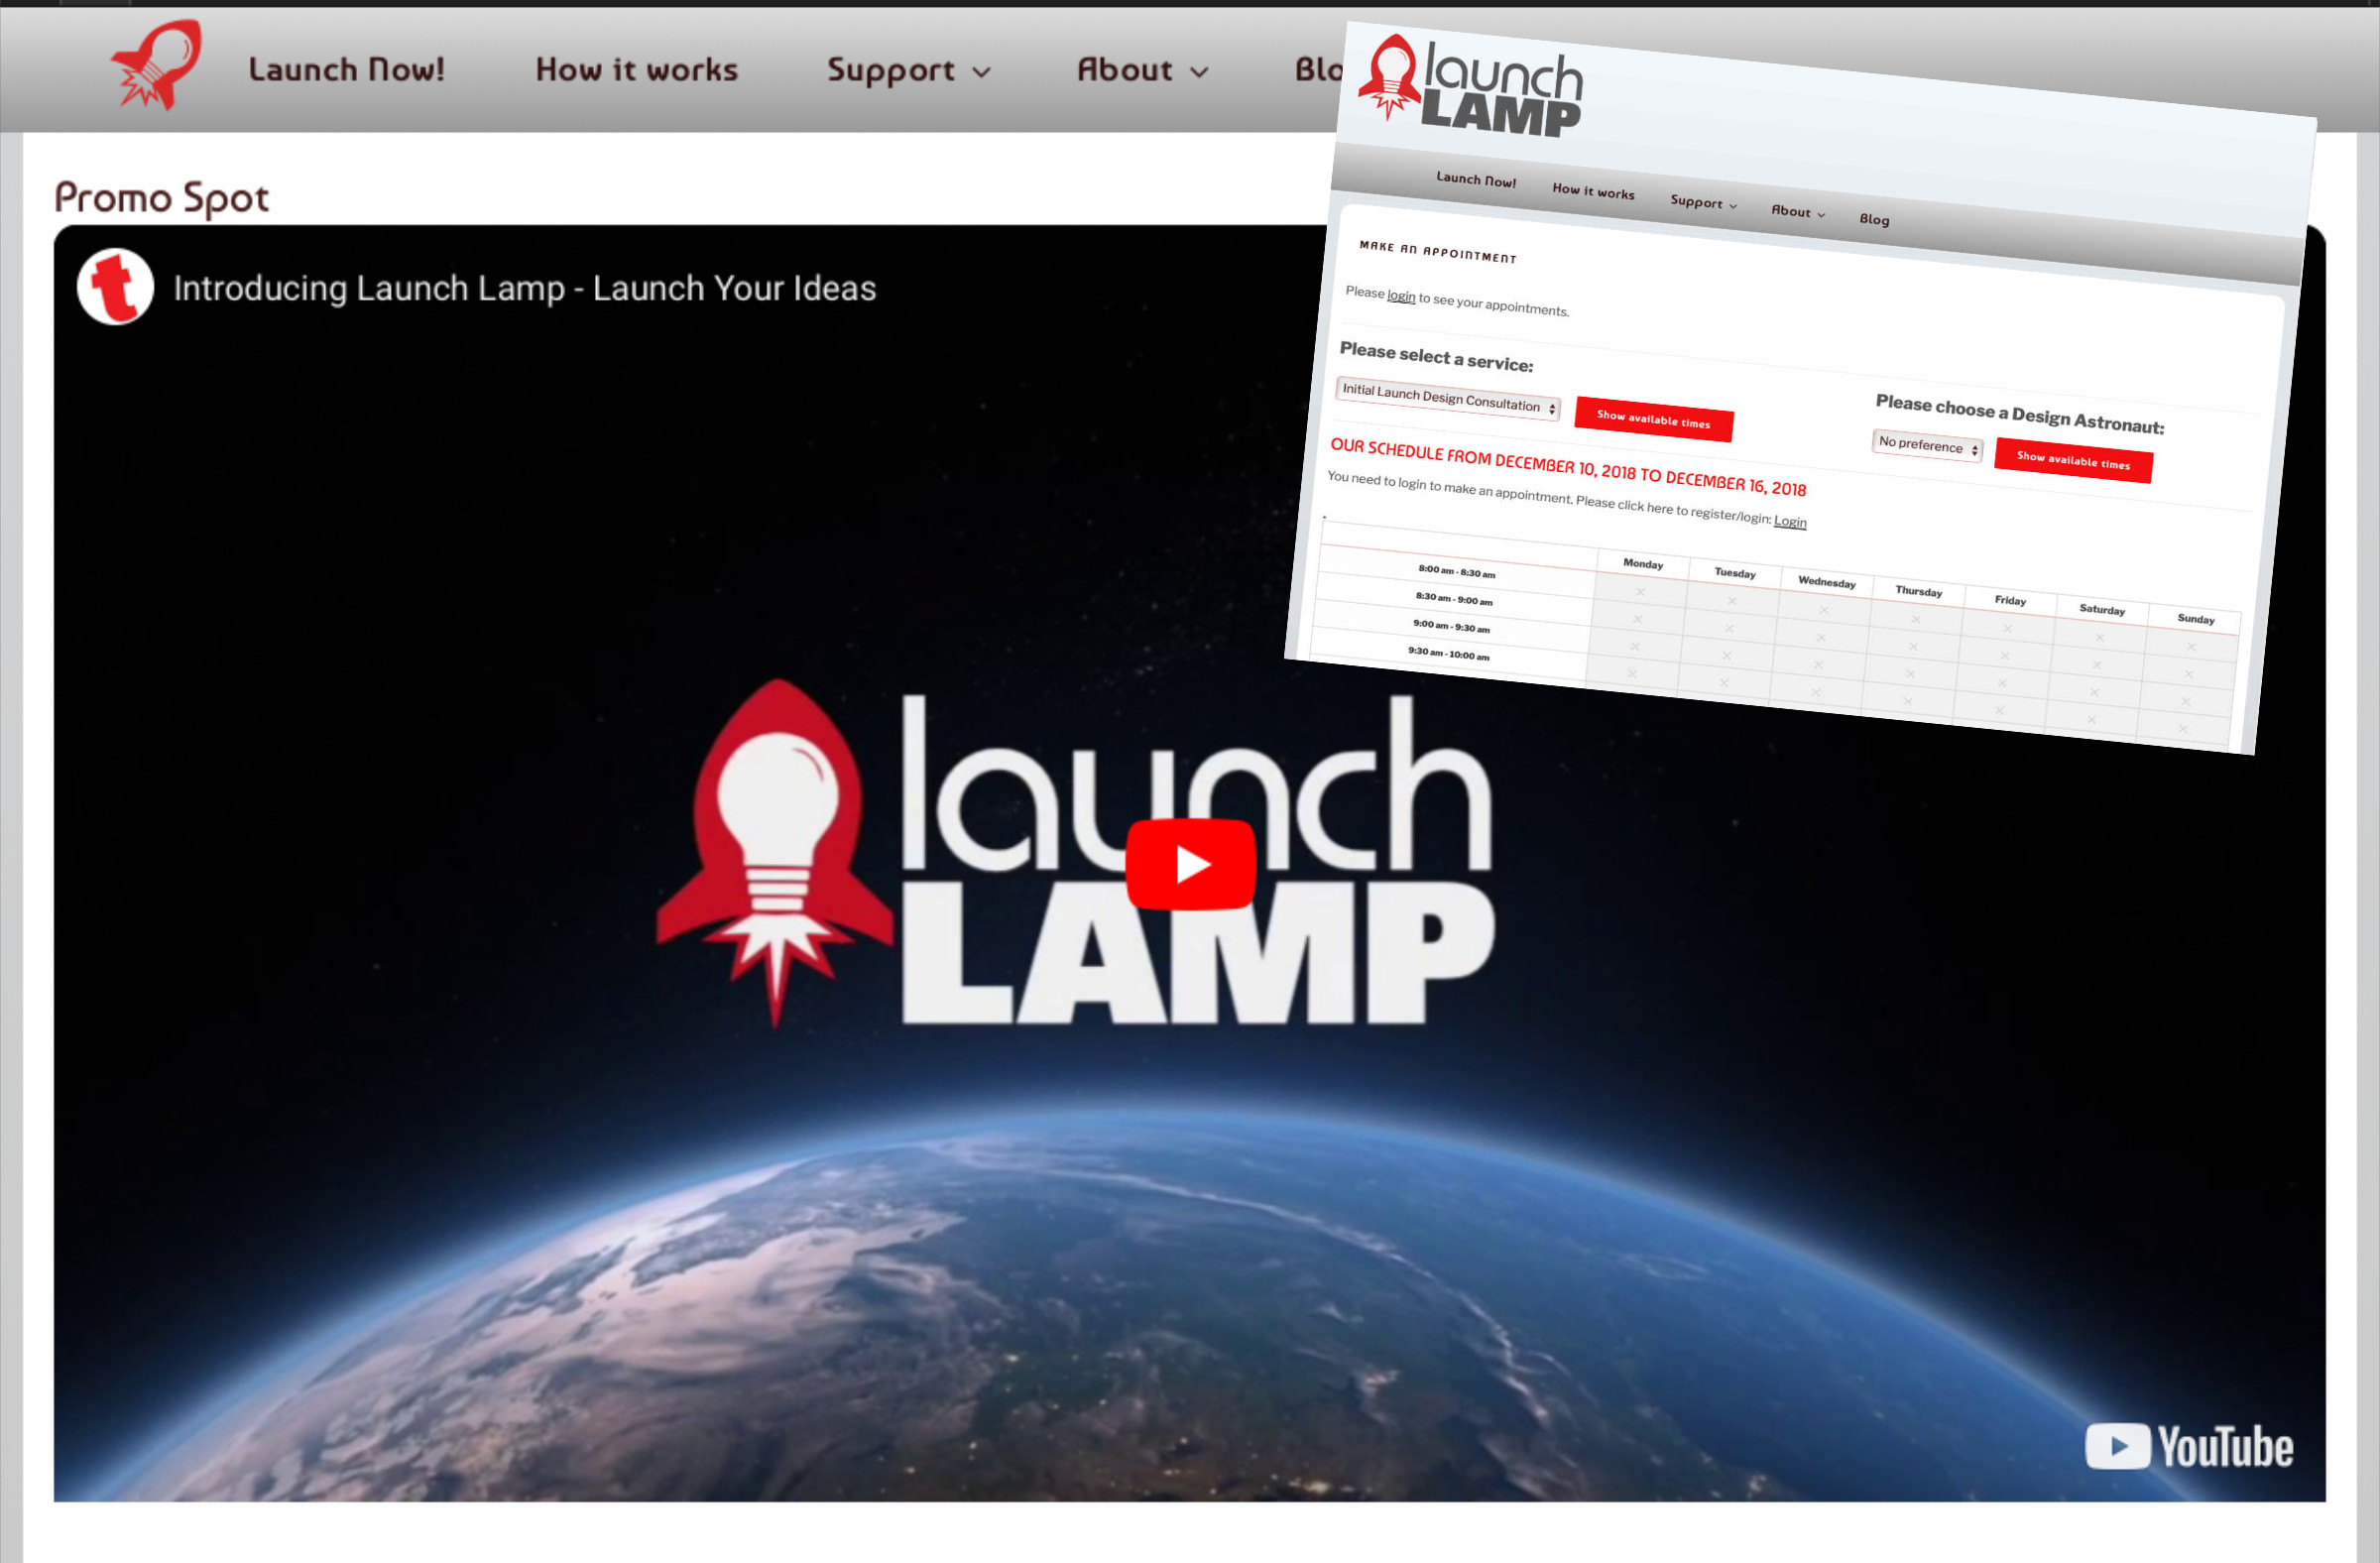 Launch Now!
How it works
Support
About
Blo
Promo Spot
Introducing Launch Lamp - Launch Your Ideas
launch
LAMP
YouTube
launch
LAMP
Launch Now!
How it works
Support
About
Blog
MAKE AN APPOINTMENT
Please login to see your appointments.
Please select a service:
Initial Launch Design Consultation
Show available times
Please choose a Design Astronaut:
No preference
Show available times
OUR SCHEDULE FROM DECEMBER 10, 2018 TO DECEMBER 16, 2018
You need to login to make an appointment. Please click here to register/login: Login
Monday Tuesday Wednesday Thursday Friday Saturday Sunday
8:00 am - 8:30 am
8:30 am - 9:00 am
9:00 am - 9:30 am
9:30 am - 10:00 am